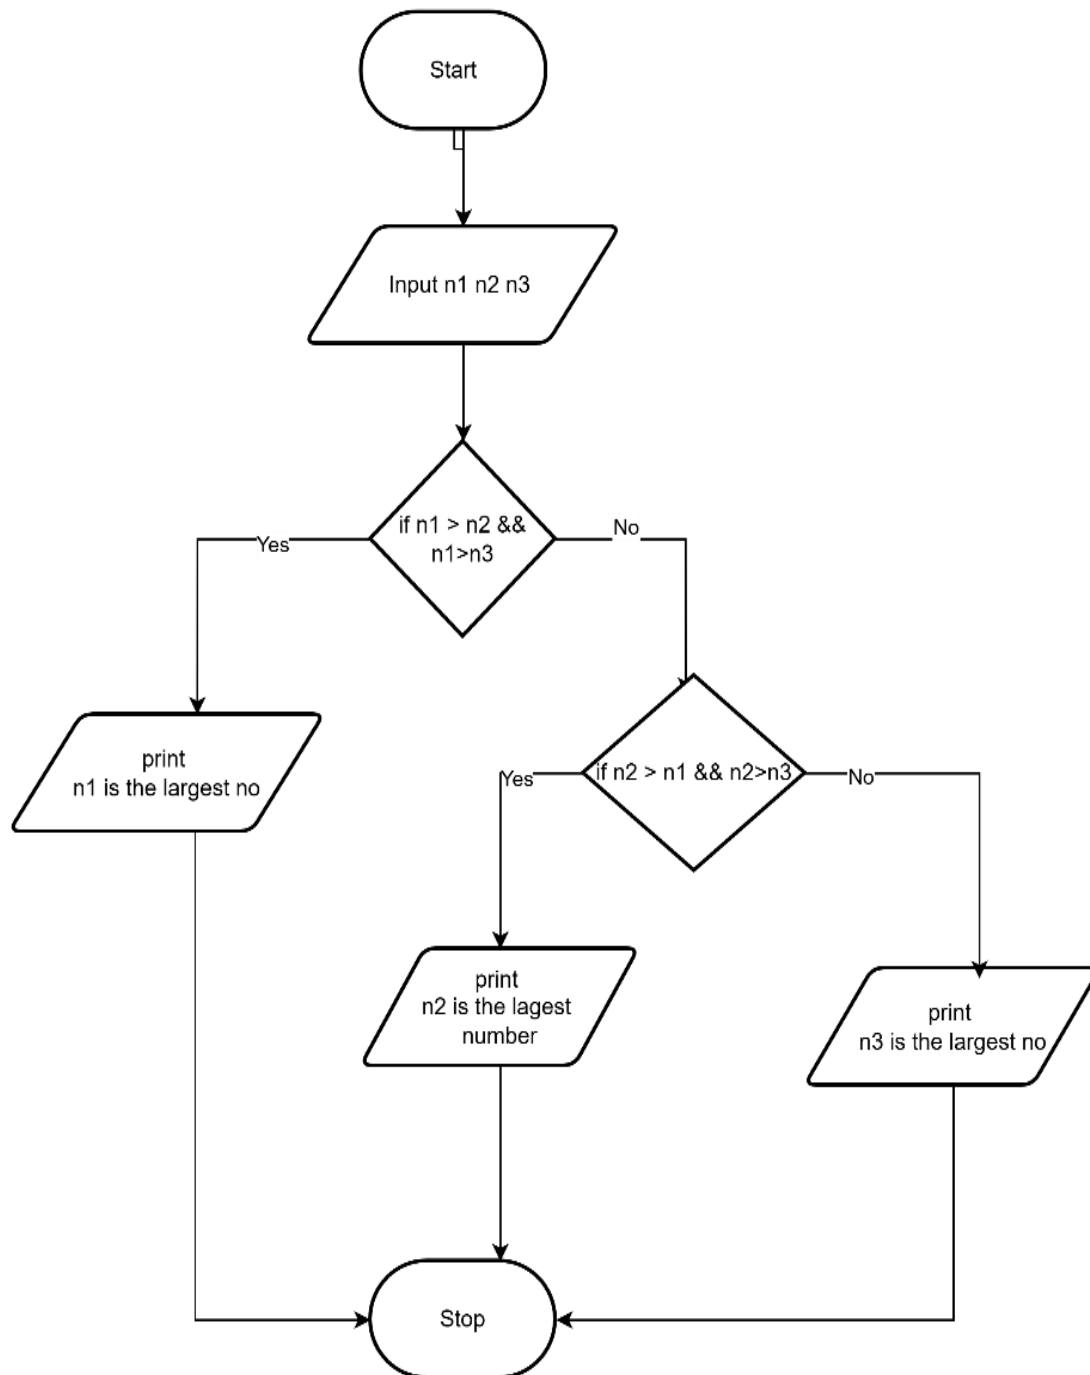 Start
Input n1 n2 n3
if n1 > n2 &&
n1>n3
Yes
No
print
n1 is the largest no
if n2 > n1 && n2>n3
Yes
No
print
n2 is the lagest
number
print
n3 is the largest no
Stop